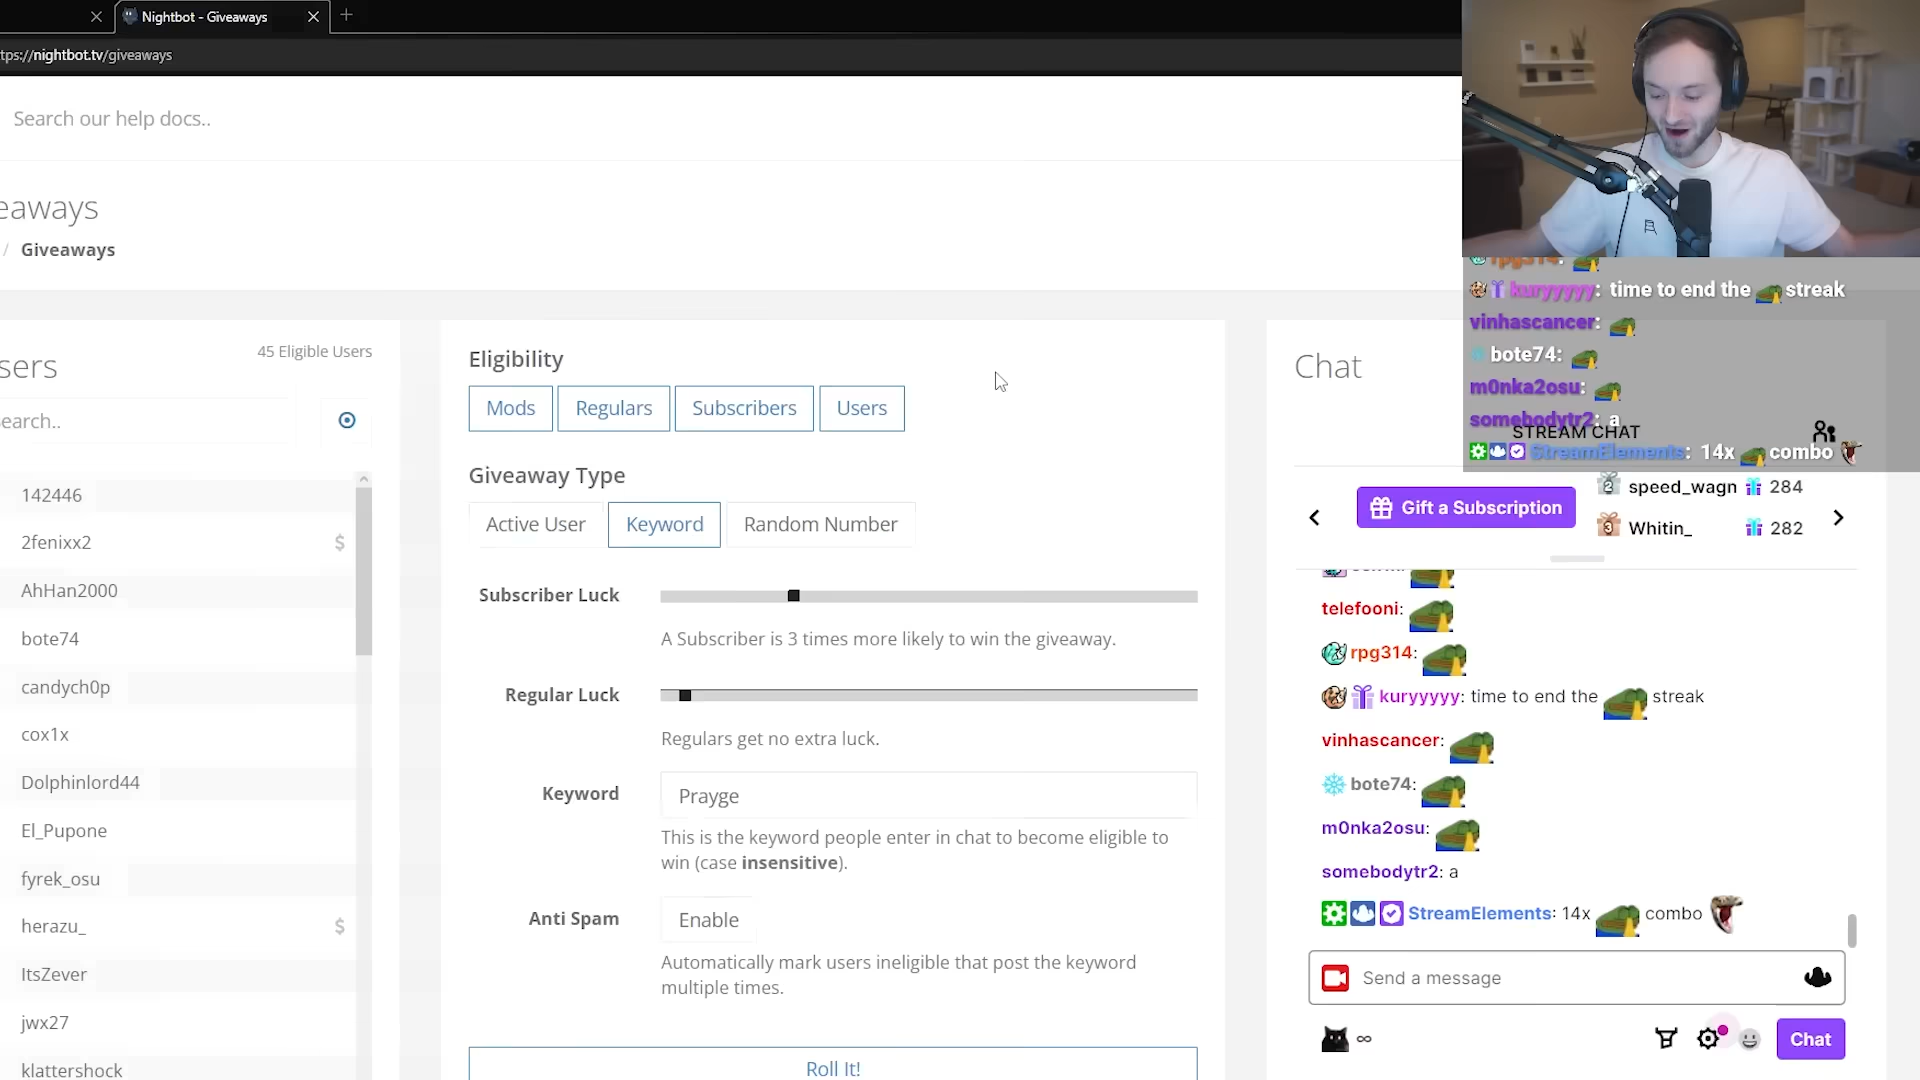 Nightbot - Giveaways
tps://nightbot.tv/giveaways
Search our help docs..
eaways
/ Giveaways
sers
45 Eligible Users
earch..
142446
2fenixx2 $
AhHan2000
bote74
candych0p
cox1x
Dolphinlord44
El_Pupone
fyrek_osu
herazu_ $
ItsZever
jwx27
klattershock
Eligibility
Mods Regulars Subscribers Users
Giveaway Type
Active User Keyword Random Number
Subscriber Luck
A Subscriber is 3 times more likely to win the giveaway.
Regular Luck
Regulars get no extra luck.
Keyword Prayge
This is the keyword people enter in chat to become eligible to
win (case insensitive).
Anti Spam Enable
Automatically mark users ineligible that post the keyword
multiple times.
Roll It!
rpg314:
kuryyyyy: time to end the streak
vinhascancer:
bote74:
m0nka2osu:
somebodytr2: a
StreamElements: 14x combo
Chat
STREAM CHAT
Gift a Subscription
2 speed_wagn 284
3 Whitin_ 282
telefooni:
rpg314:
kuryyyyy: time to end the streak
vinhascancer:
bote74:
m0nka2osu:
somebodytr2: a
StreamElements: 14x combo
Send a message
∞
Chat